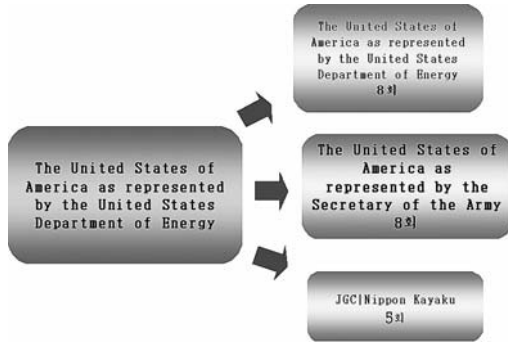 The United States of
America as represented
by the United States
Department of Energy
The United States of
America as represented
by the United States
Department of Energy
8회
The United States of
America as
represented by the
Secretary of the Army
8회
JGC|Nippon Kayaku
5회